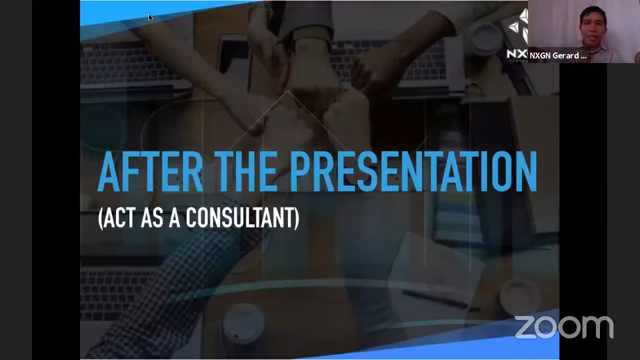 NXGN Gerard ...
AFTER THE PRESENTATION
(ACT AS A CONSULTANT)
zoom